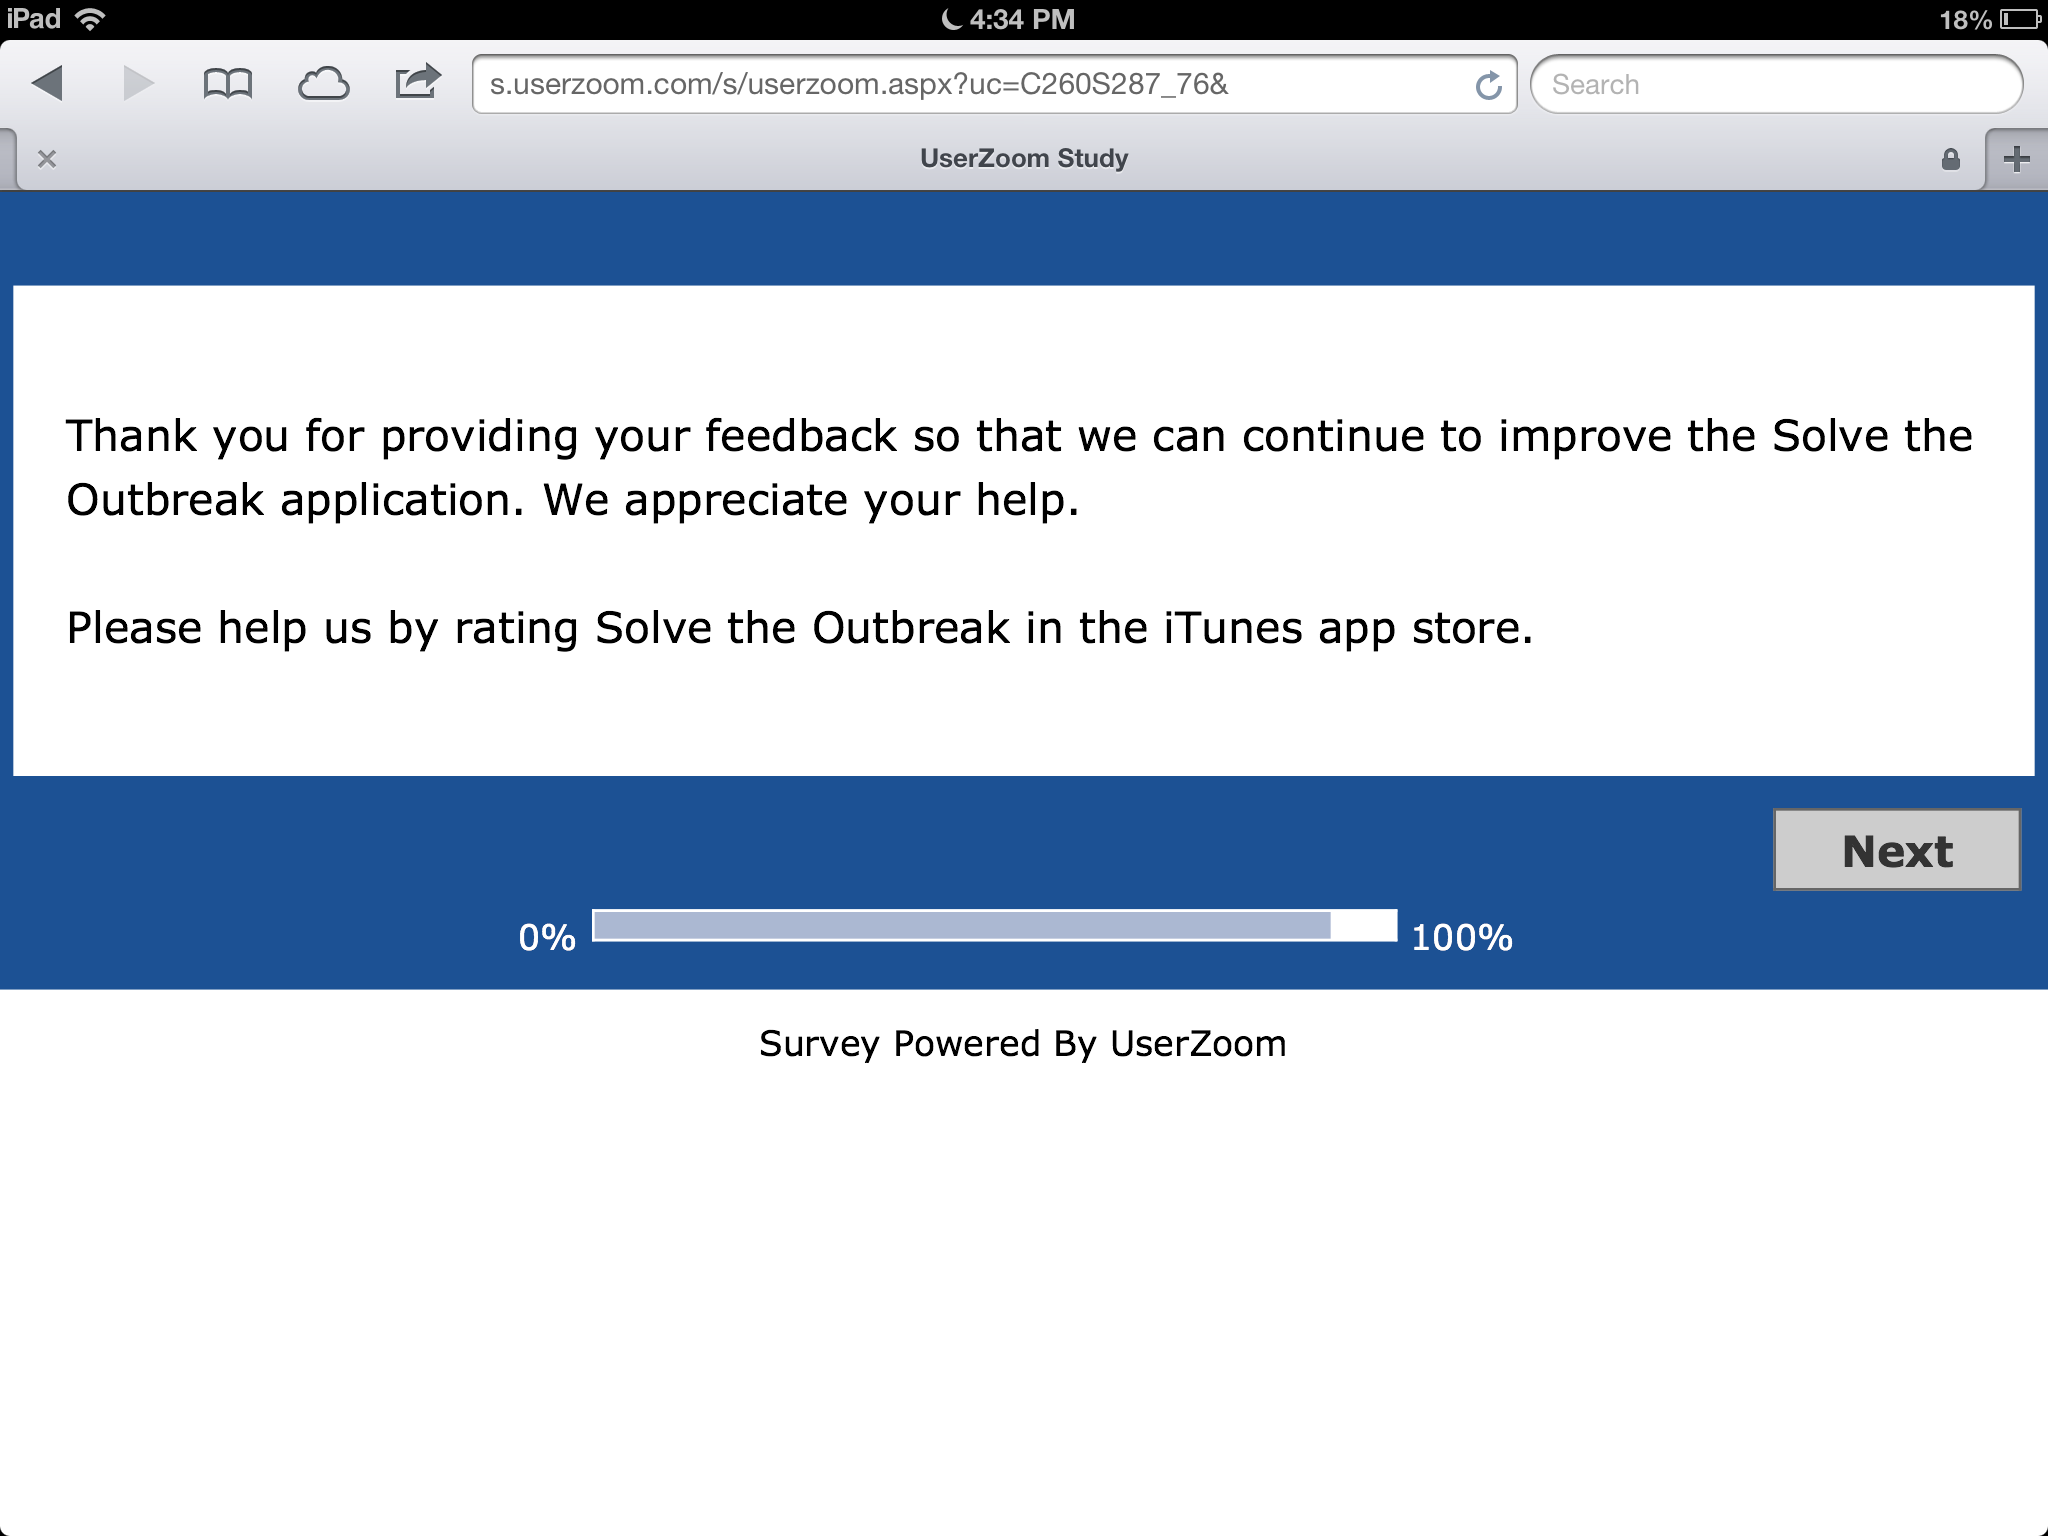 iPad 4:34 PM 18%
s.userzoom.com/s/userzoom.aspx?uc=C260S287_76& Search
UserZoom Study
Thank you for providing your feedback so that we can continue to improve the Solve the
Outbreak application. We appreciate your help.
Please help us by rating Solve the Outbreak in the iTunes app store.
Next
0% 100%
Survey Powered By UserZoom